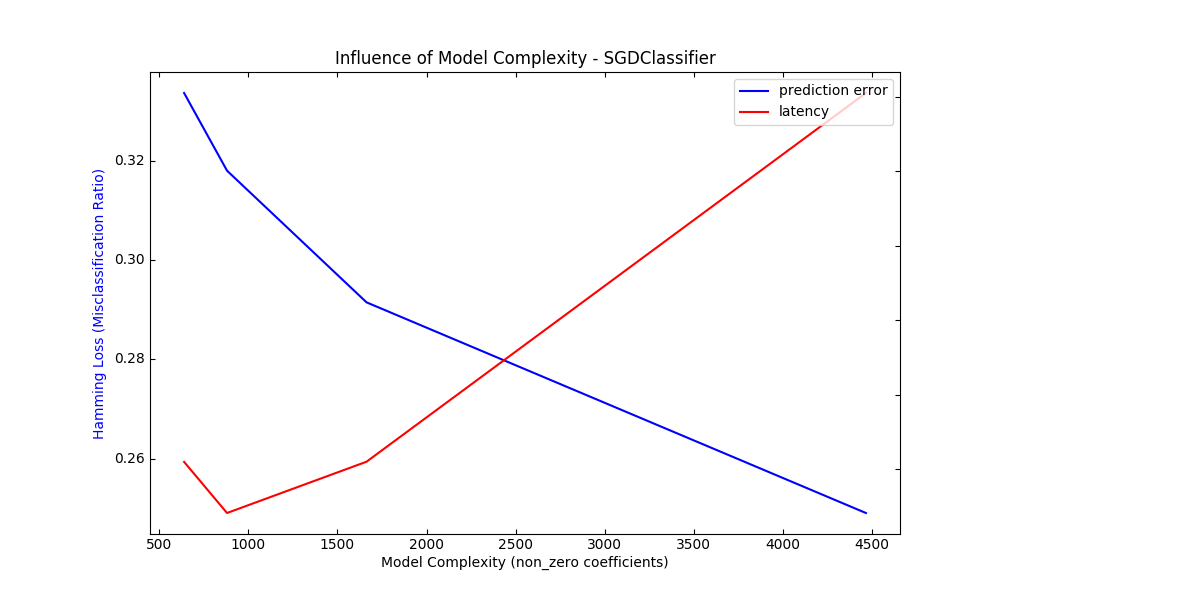 Influence of Model Complexity - SGDClassifier
prediction error
latency
Hamming Loss (Misclassification Ratio)
0.32
0.30
0.28
0.26
500 1000 1500 2000 2500 3000 3500 4000 4500
Model Complexity (non_zero coefficients)